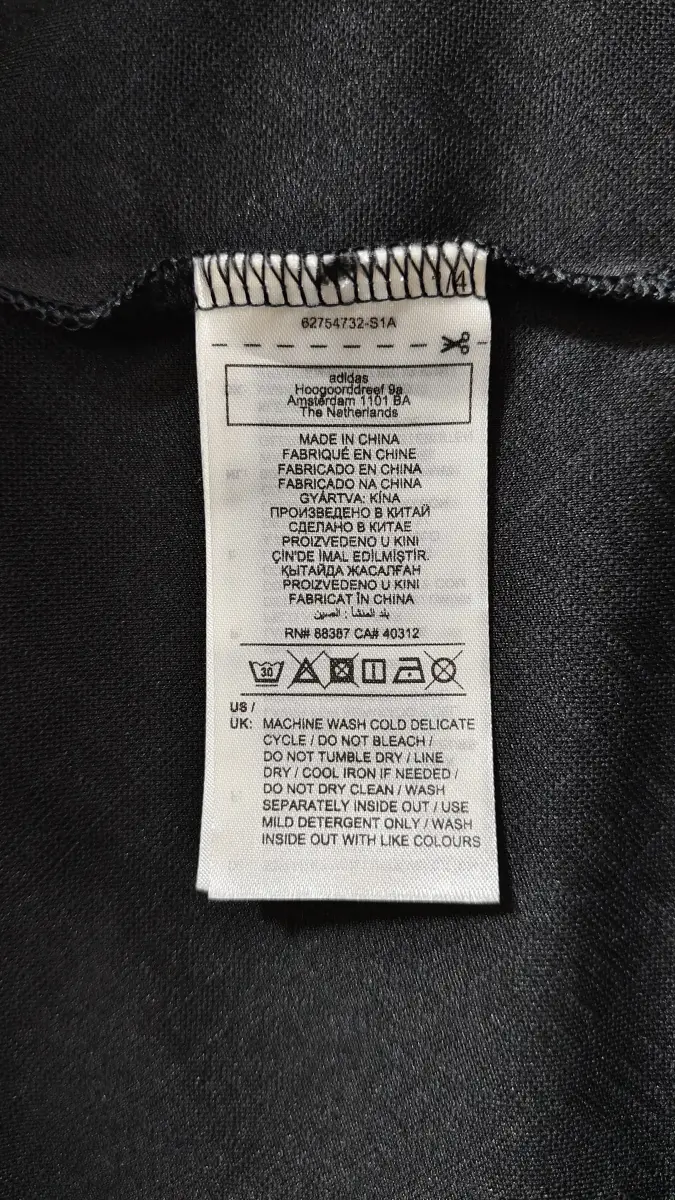 /4
62754732-S1A
adidas
Hoogoorddreef 9a
Amsterdam 1101 BA
The Netherlands
MADE IN CHINA
FABRIQUÉ EN CHINE
FABRICADO EN CHINA
FABRICADO NA CHINA
GYÁRTVA: KÍNA
ПРОИЗВЕДЕНО В КИТАЙ
СДЕЛАНО В КИТАЕ
PROIZVEDENO U KINI
ÇIN'DE İMAL EDİLMİŞTİR.
ҚЫТАЙДА ЖАСАЛҒАН
PROIZVEDENO U KINI
FABRICAT ÎN CHINA
بلد المنشأ : الصين
RN# 88387 CA# 40312
30
US /
UK: MACHINE WASH COLD DELICATE
CYCLE / DO NOT BLEACH /
DO NOT TUMBLE DRY / LINE
DRY / COOL IRON IF NEEDED /
DO NOT DRY CLEAN / WASH
SEPARATELY INSIDE OUT / USE
MILD DETERGENT ONLY / WASH
INSIDE OUT WITH LIKE COLOURS